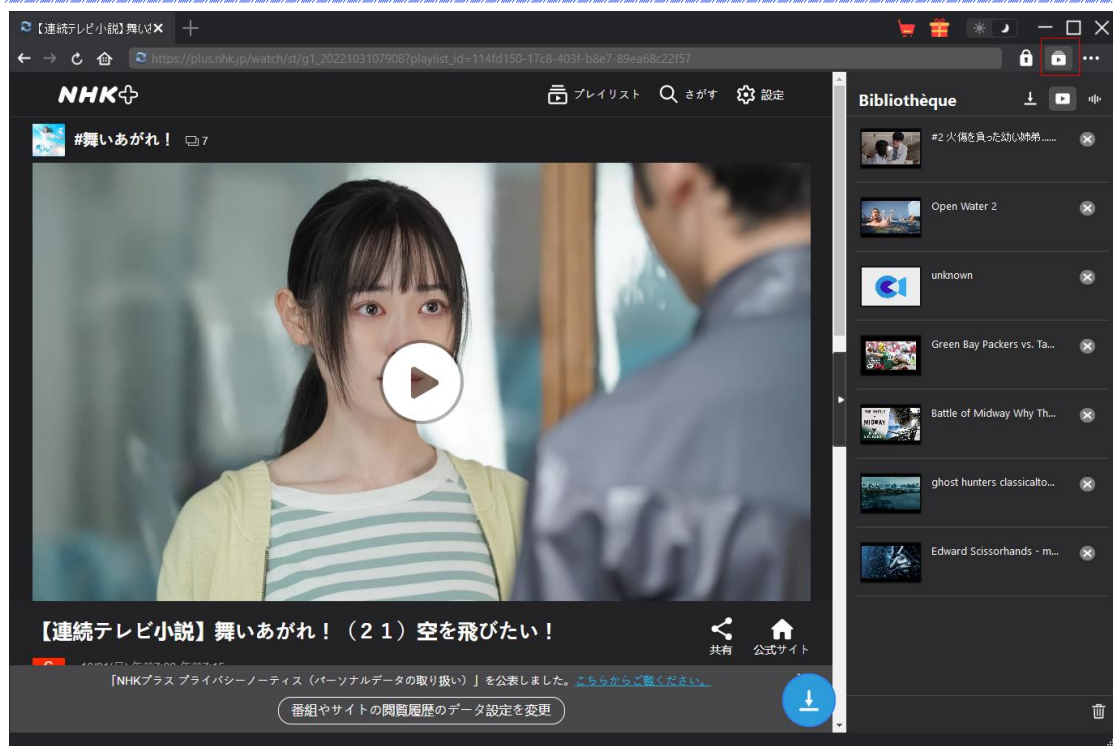 【連続テレビ小説】舞いあ
https://plus.nhk.jp/watch/st/g1_2022103107908?playlist_id=114fd150-17c8-403f-b8e7-89ea68c22f57
NHK プレイリスト さがす 設定
#舞いあがれ！ 7
【連続テレビ小説】舞いあがれ！（２１）空を飛びたい！
共有 公式サイト
「NHKプラス プライバシーノーティス（パーソナルデータの取り扱い）」を公表しました。こちらからご覧ください。
番組やサイトの閲覧履歴のデータ設定を変更
Bibliothèque
#2 火傷を負った幼い姉弟......
Open Water 2
unknown
Green Bay Packers vs. Ta...
Battle of Midway Why Th...
ghost hunters classicalto...
Edward Scissorhands - m...